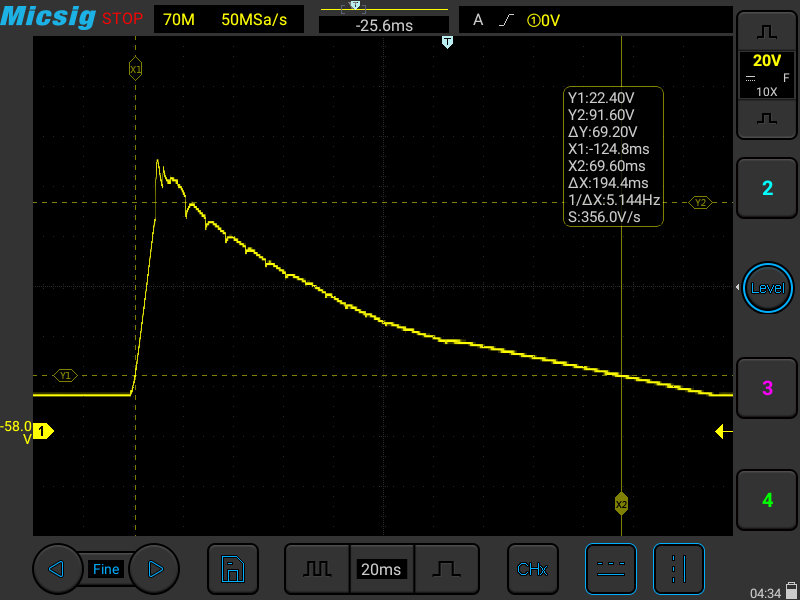 Micsig STOP 70M 50MSa/s -25.6ms A ①0V
T
T
X1
20V
F
10X
Y1:22.40V
Y2:91.60V
ΔY:69.20V
X1:-124.8ms
X2:69.60ms
ΔX:194.4ms
1/ΔX:5.144Hz
S:356.0V/s
Y2
2
Level
Y1
3
-58.0
V
1
X2
4
Fine
20ms
CHx
04:34